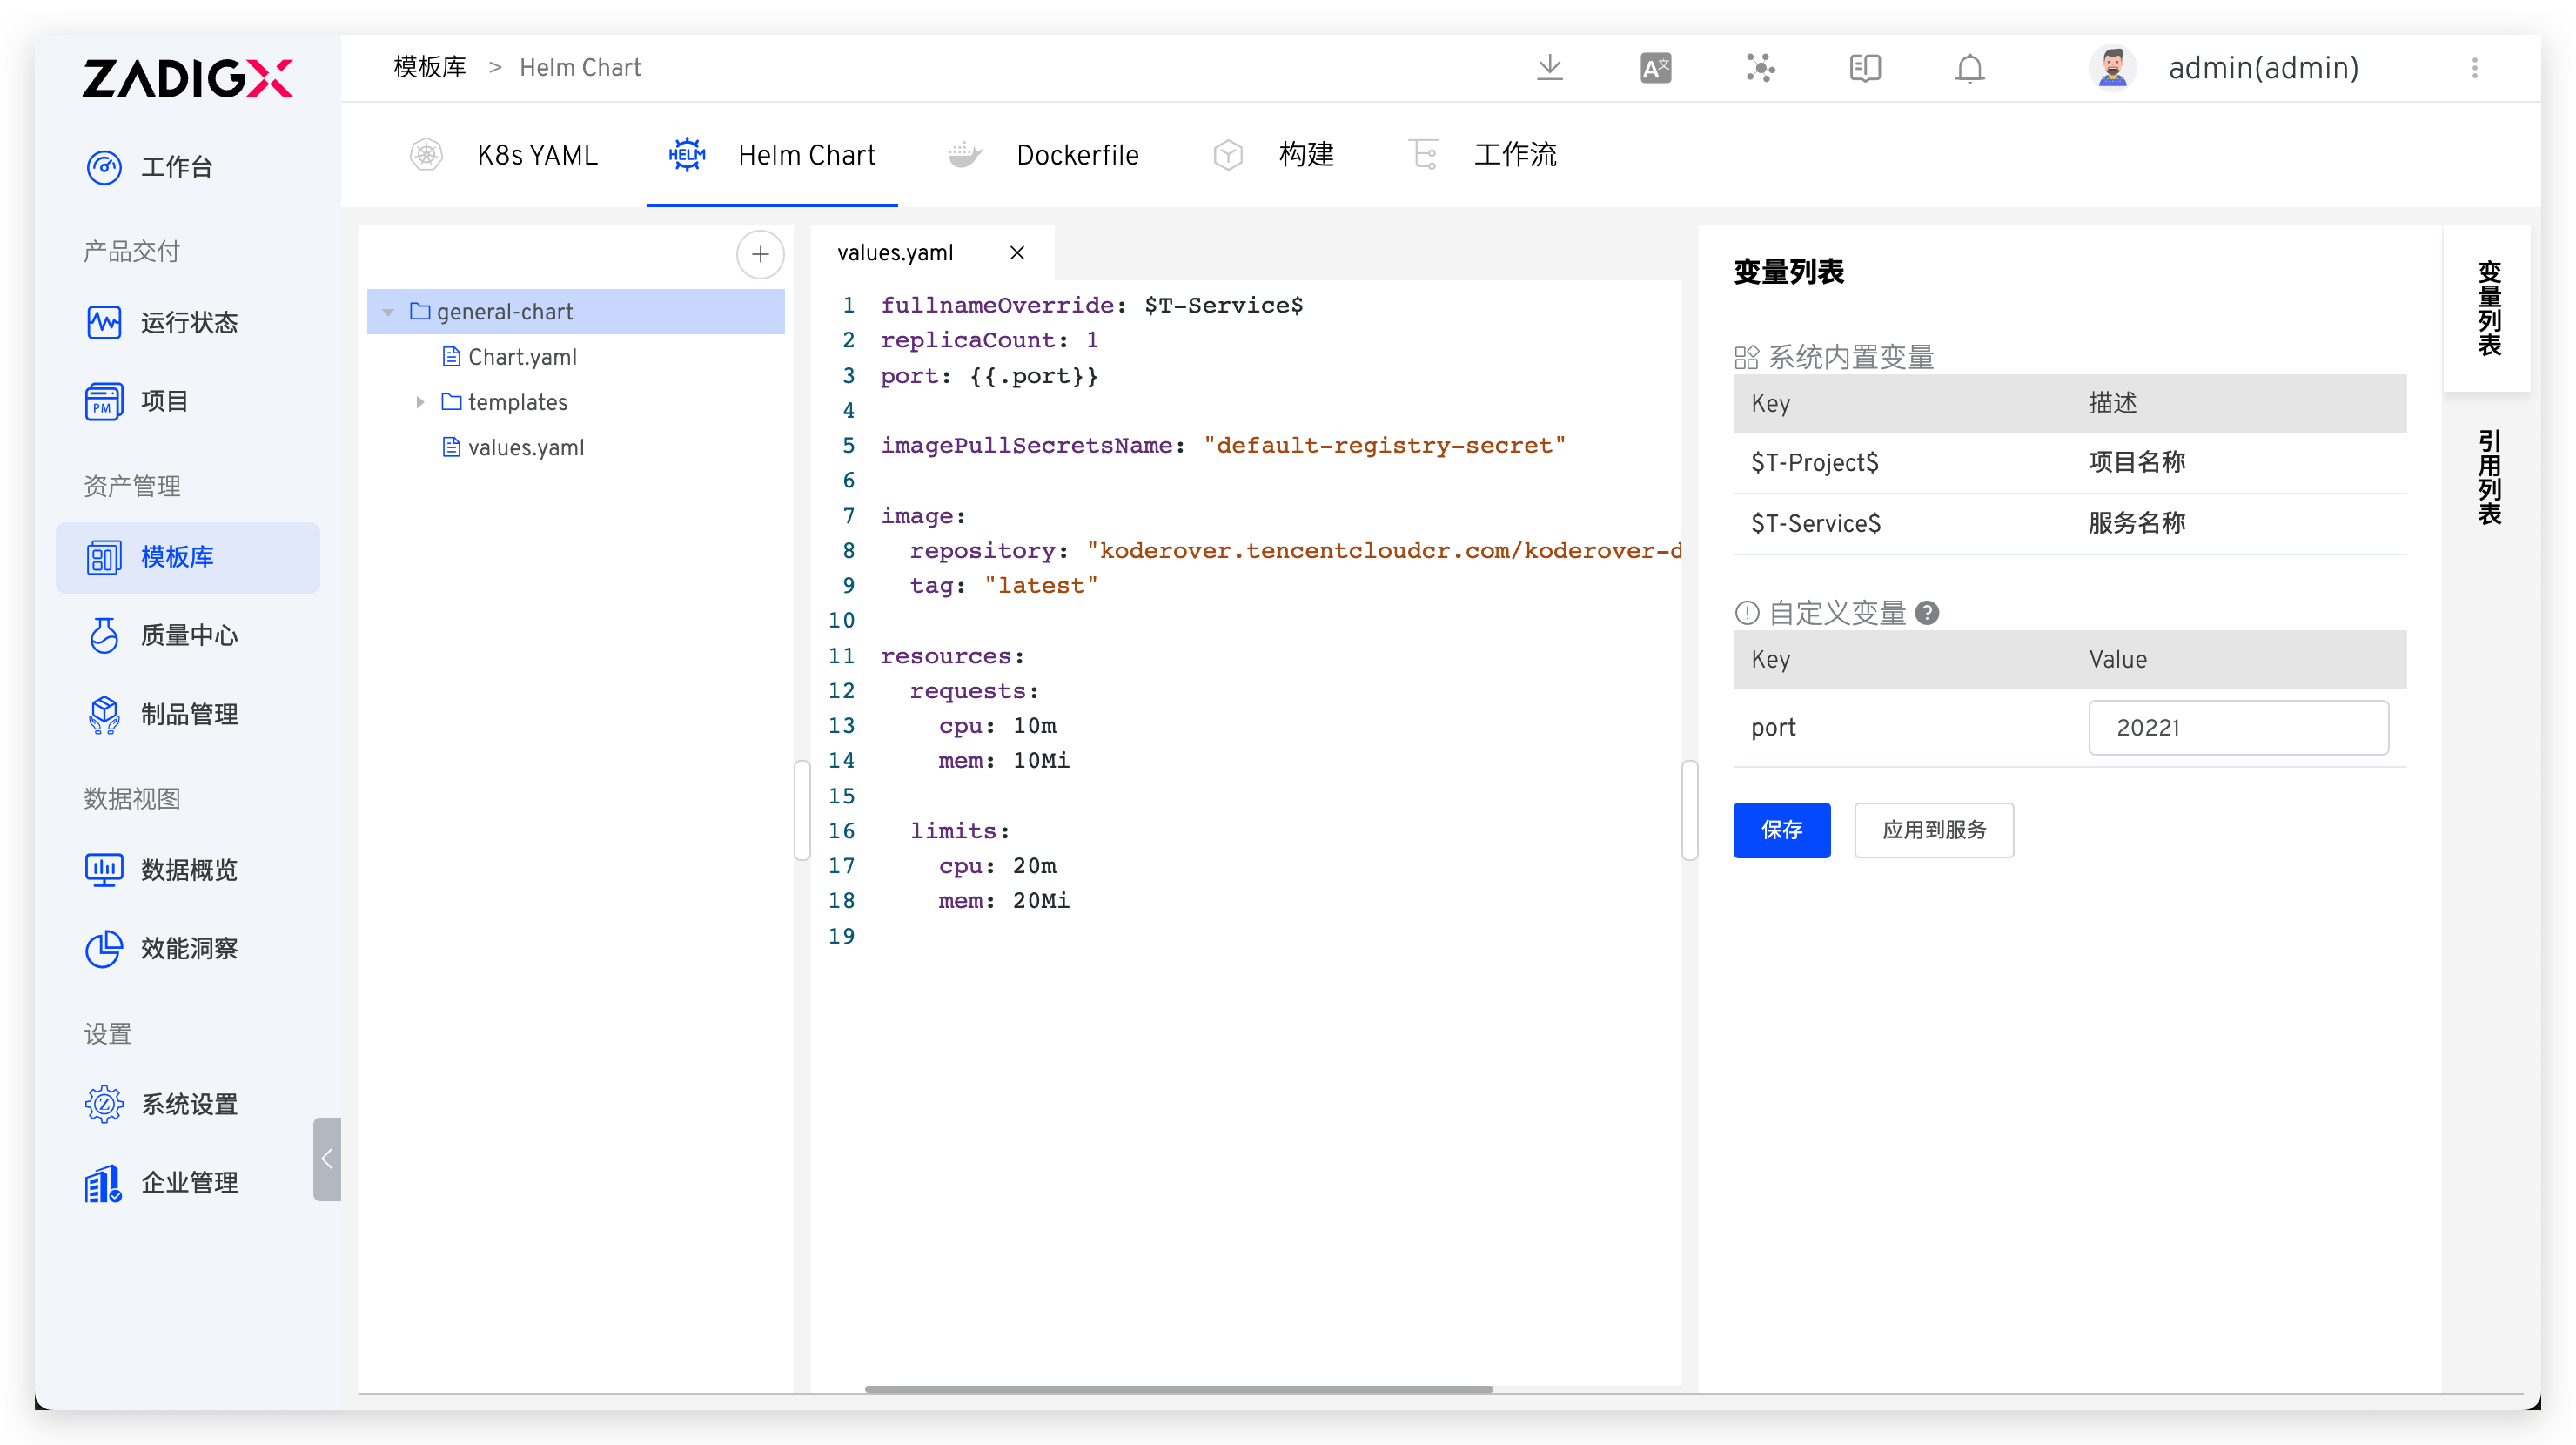 ZADIGX
工作台
产品交付
运行状态
PM
项目
资产管理
模板库
质量中心
制品管理
数据视图
数据概览
效能洞察
设置
Z
系统设置
企业管理
模板库 > Helm Chart
A文
admin(admin)
K8s YAML
HELM
Helm Chart
Dockerfile
构建
工作流
general-chart
Chart.yaml
templates
values.yaml
values.yaml
1 fullnameOverride: $T-Service$
2 replicaCount: 1
3 port: {{.port}}
4
5 imagePullSecretsName: "default-registry-secret"
6
7 image:
8   repository: "koderover.tencentcloudcr.com/koderover-d
9   tag: "latest"
10
11 resources:
12   requests:
13     cpu: 10m
14     mem: 10Mi
15
16   limits:
17     cpu: 20m
18     mem: 20Mi
19
变量列表
系统内置变量
Key 描述
$T-Project$ 项目名称
$T-Service$ 服务名称
自定义变量 ?
Key Value
port 20221
保存 应用到服务
变量列表
引用列表